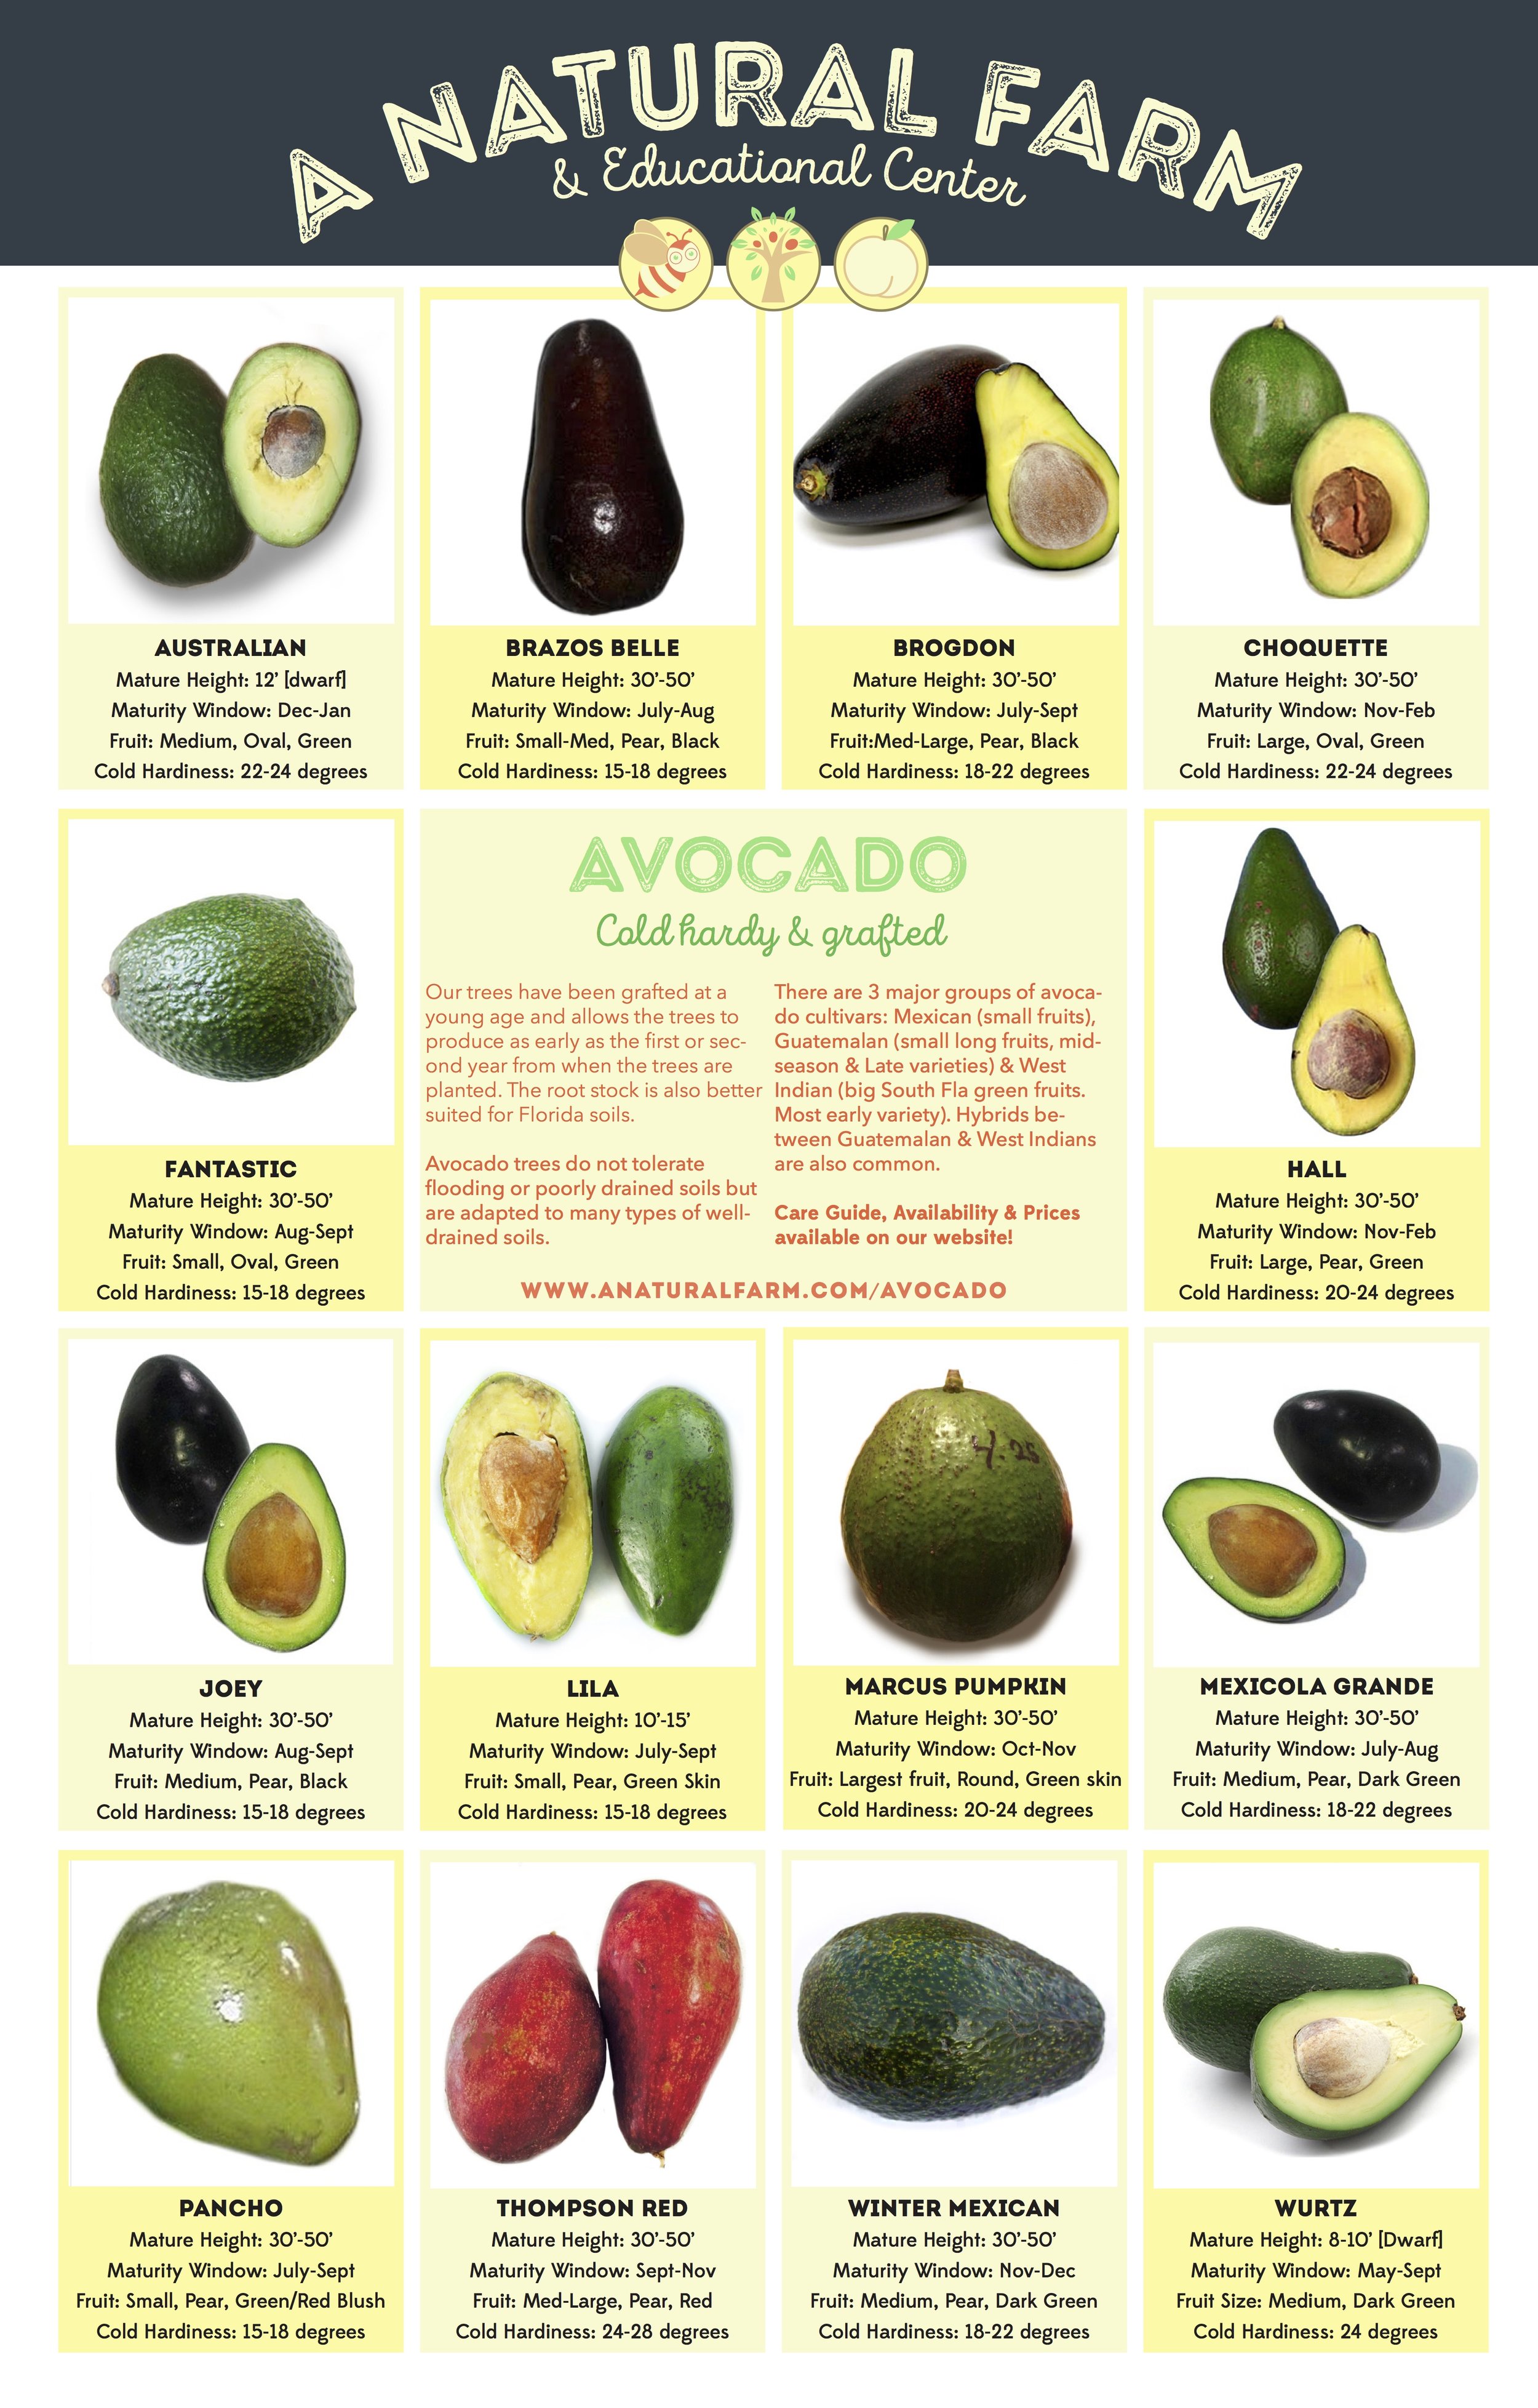 A NATURAL FARM
& Educational Center
AUSTRALIAN
Mature Height: 12' [dwarf]
Maturity Window: Dec-Jan
Fruit: Medium, Oval, Green
Cold Hardiness: 22-24 degrees
BRAZOS BELLE
Mature Height: 30'-50'
Maturity Window: July-Aug
Fruit: Small-Med, Pear, Black
Cold Hardiness: 15-18 degrees
BROGDON
Mature Height: 30'-50'
Maturity Window: July-Sept
Fruit:Med-Large, Pear, Black
Cold Hardiness: 18-22 degrees
CHOQUETTE
Mature Height: 30'-50'
Maturity Window: Nov-Feb
Fruit: Large, Oval, Green
Cold Hardiness: 22-24 degrees
FANTASTIC
Mature Height: 30'-50'
Maturity Window: Aug-Sept
Fruit: Small, Oval, Green
Cold Hardiness: 15-18 degrees
AVOCADO
Cold hardy & grafted
Our trees have been grafted at a
young age and allows the trees to
produce as early as the first or sec-
ond year from when the trees are
planted. The root stock is also better
suited for Florida soils.
Avocado trees do not tolerate
flooding or poorly drained soils but
are adapted to many types of well-
drained soils.
There are 3 major groups of avoca-
do cultivars: Mexican (small fruits),
Guatemalan (small long fruits, mid-
season & Late varieties) & West
Indian (big South Fla green fruits.
Most early variety). Hybrids be-
tween Guatemalan & West Indians
are also common.
Care Guide, Availability & Prices
available on our website!
WWW.ANATURALFARM.COM/AVOCADO
HALL
Mature Height: 30'-50'
Maturity Window: Nov-Feb
Fruit: Large, Pear, Green
Cold Hardiness: 20-24 degrees
JOEY
Mature Height: 30'-50'
Maturity Window: Aug-Sept
Fruit: Medium, Pear, Black
Cold Hardiness: 15-18 degrees
LILA
Mature Height: 10'-15'
Maturity Window: July-Sept
Fruit: Small, Pear, Green Skin
Cold Hardiness: 15-18 degrees
4.25
MARCUS PUMPKIN
Mature Height: 30'-50'
Maturity Window: Oct-Nov
Fruit: Largest fruit, Round, Green skin
Cold Hardiness: 20-24 degrees
MEXICOLA GRANDE
Mature Height: 30'-50'
Maturity Window: July-Aug
Fruit: Medium, Pear, Dark Green
Cold Hardiness: 18-22 degrees
PANCHO
Mature Height: 30'-50'
Maturity Window: July-Sept
Fruit: Small, Pear, Green/Red Blush
Cold Hardiness: 15-18 degrees
THOMPSON RED
Mature Height: 30'-50'
Maturity Window: Sept-Nov
Fruit: Med-Large, Pear, Red
Cold Hardiness: 24-28 degrees
WINTER MEXICAN
Mature Height: 30'-50'
Maturity Window: Nov-Dec
Fruit: Medium, Pear, Dark Green
Cold Hardiness: 18-22 degrees
WURTZ
Mature Height: 8-10' [Dwarf]
Maturity Window: May-Sept
Fruit Size: Medium, Dark Green
Cold Hardiness: 24 degrees